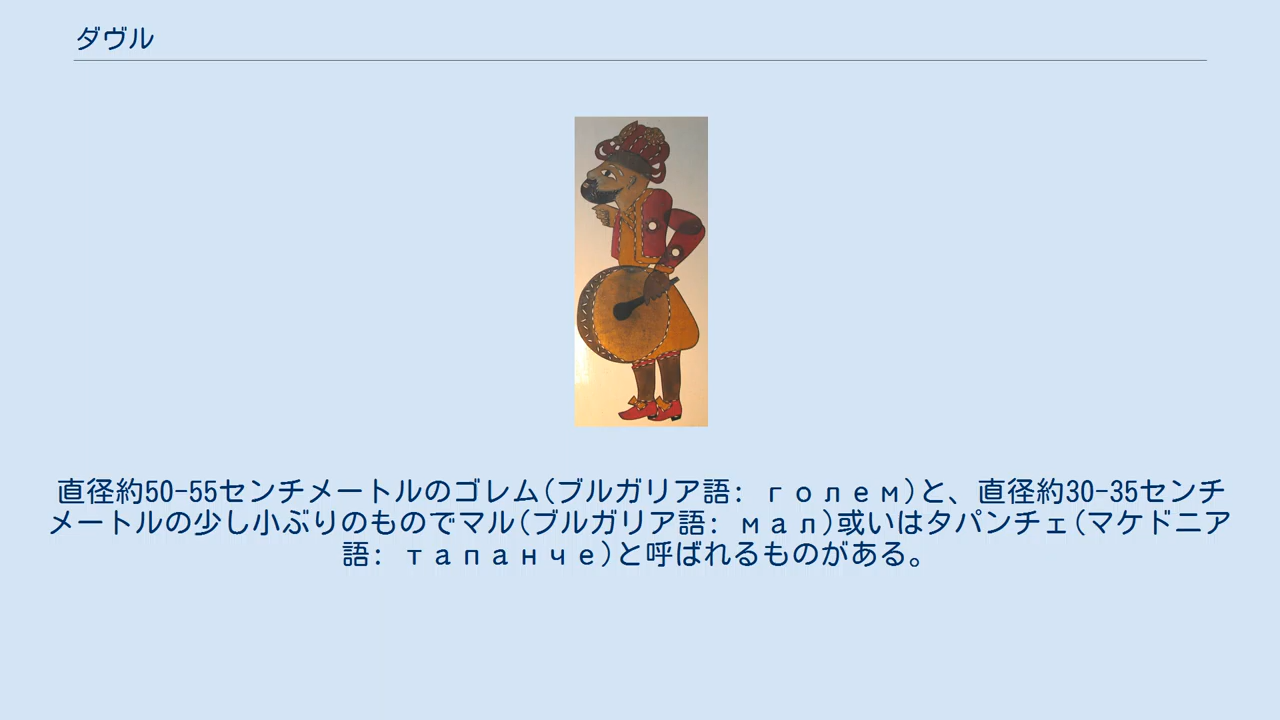 ダヴル
直径約50-55センチメートルのゴレム(ブルガリア語: голем)と、直径約30-35センチ
メートルの少し小ぶりのものでマル(ブルガリア語: мал)或いはタパンチェ(マケドニア
語: тапанче)と呼ばれるものがある。